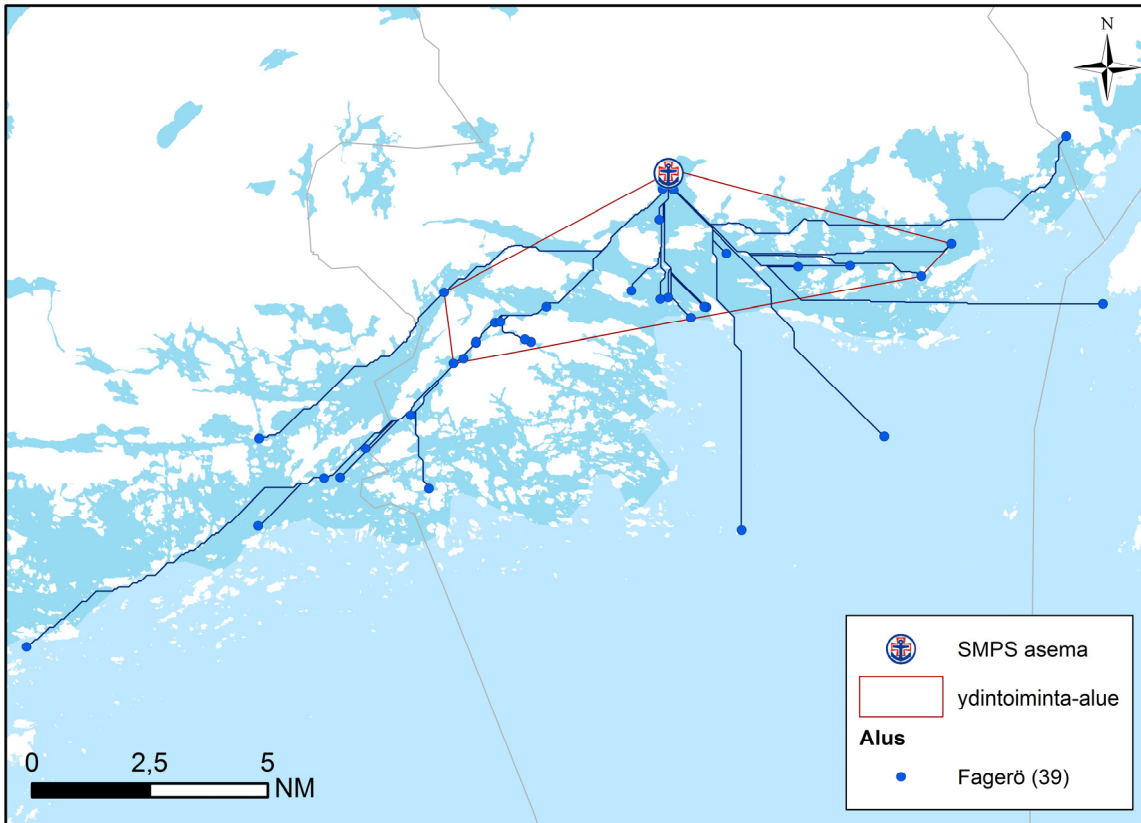 N
SMPS asema
ydintoiminta-alue
Alus
Fagerö (39)
0 2,5 5
NM